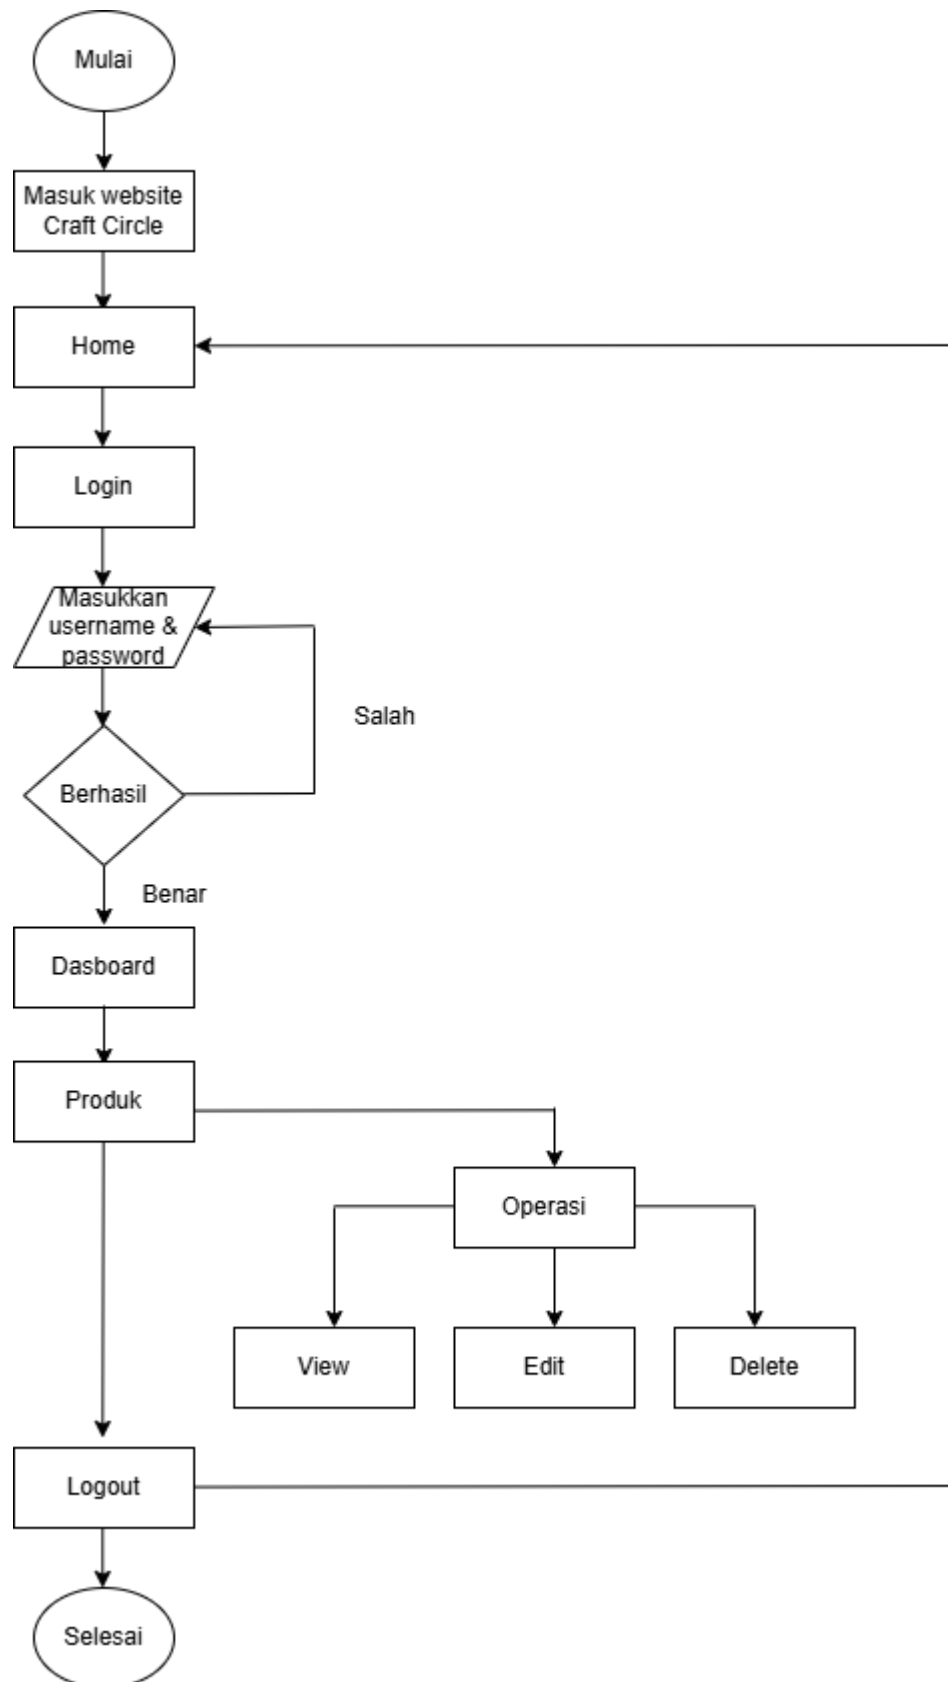 Mulai
Masuk website
Craft Circle
Home
Login
Masukkan
username &
password
Salah
Berhasil
Benar
Dasboard
Produk
Operasi
View
Edit
Delete
Logout
Selesai